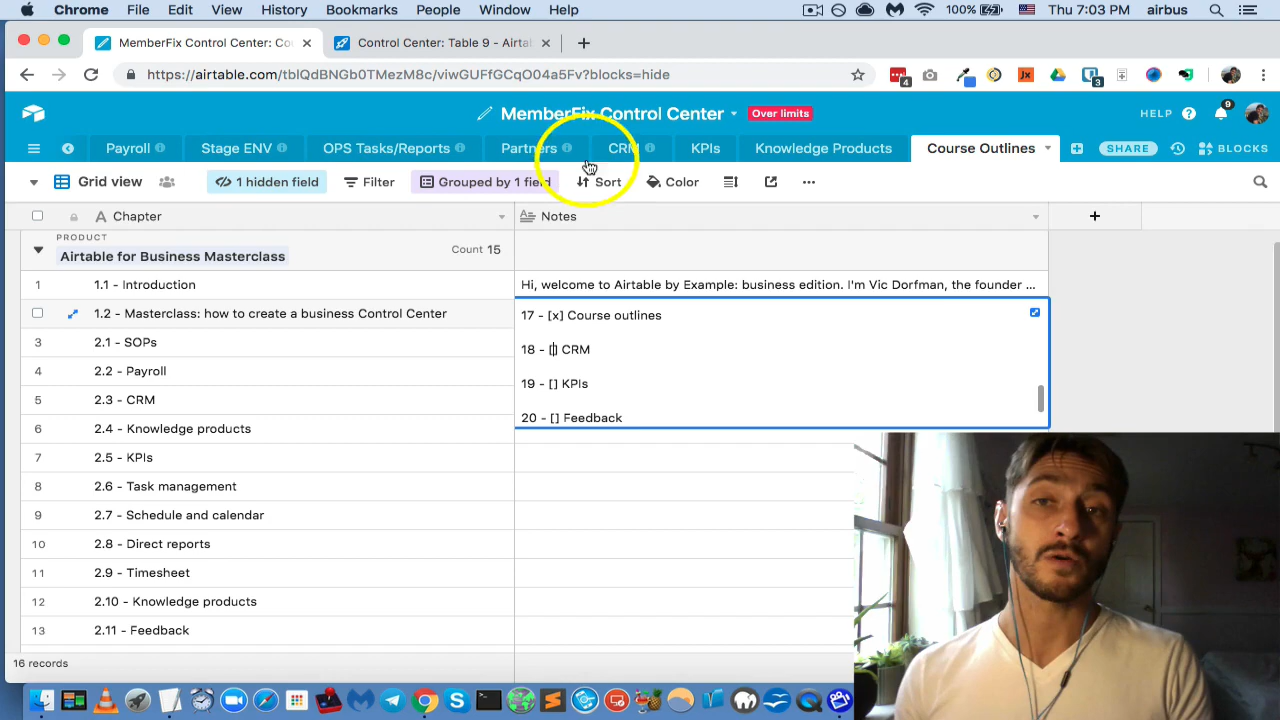 Chrome File Edit View History Bookmarks People Window Help 100% Thu 7:03 PM airbus
MemberFix Control Center: Cou × Control Center: Table 9 - Airtab ×
https://airtable.com/tblQdBNGb0TMezM8c/viwGUFfGCqO04a5Fv?blocks=hide 4 Jx 3
MemberFix Control Center Over limits HELP 9
Payroll Stage ENV OPS Tasks/Reports Partners CRM KPIs Knowledge Products Course Outlines SHARE BLOCKS
Grid view 1 hidden field Filter Grouped by 1 field Sort Color
A Chapter Notes
PRODUCT
Airtable for Business Masterclass Count 15
1 1.1 - Introduction Hi, welcome to Airtable by Example: business edition. I'm Vic Dorfman, the founder ...
1.2 - Masterclass: how to create a business Control Center
17 - [x] Course outlines
3 2.1 - SOPs
18 - [] CRM
4 2.2 - Payroll
19 - [] KPIs
5 2.3 - CRM
20 - [] Feedback
6 2.4 - Knowledge products
7 2.5 - KPIs
8 2.6 - Task management
9 2.7 - Schedule and calendar
10 2.8 - Direct reports
11 2.9 - Timesheet
12 2.10 - Knowledge products
13 2.11 - Feedback
16 records